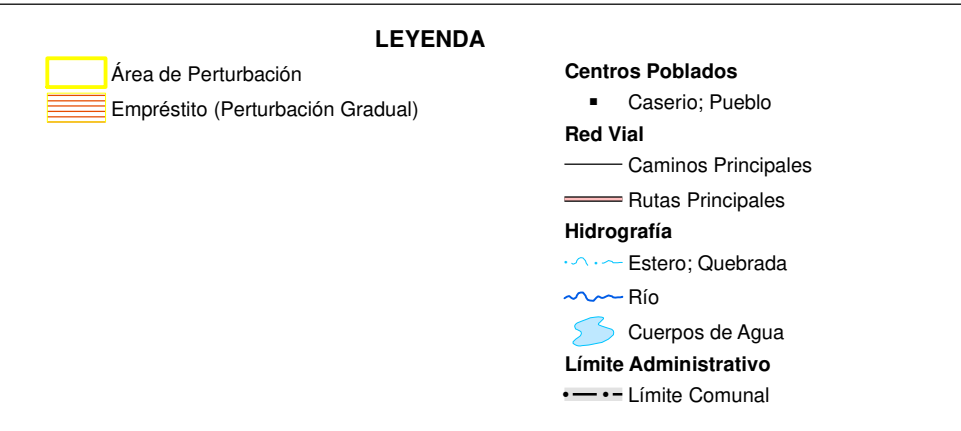 LEYENDA
Área de Perturbación
Empréstito (Perturbación Gradual)
Centros Poblados
Caserio; Pueblo
Red Vial
Caminos Principales
Rutas Principales
Hidrografía
Estero; Quebrada
Río
Cuerpos de Agua
Límite Administrativo
Límite Comunal